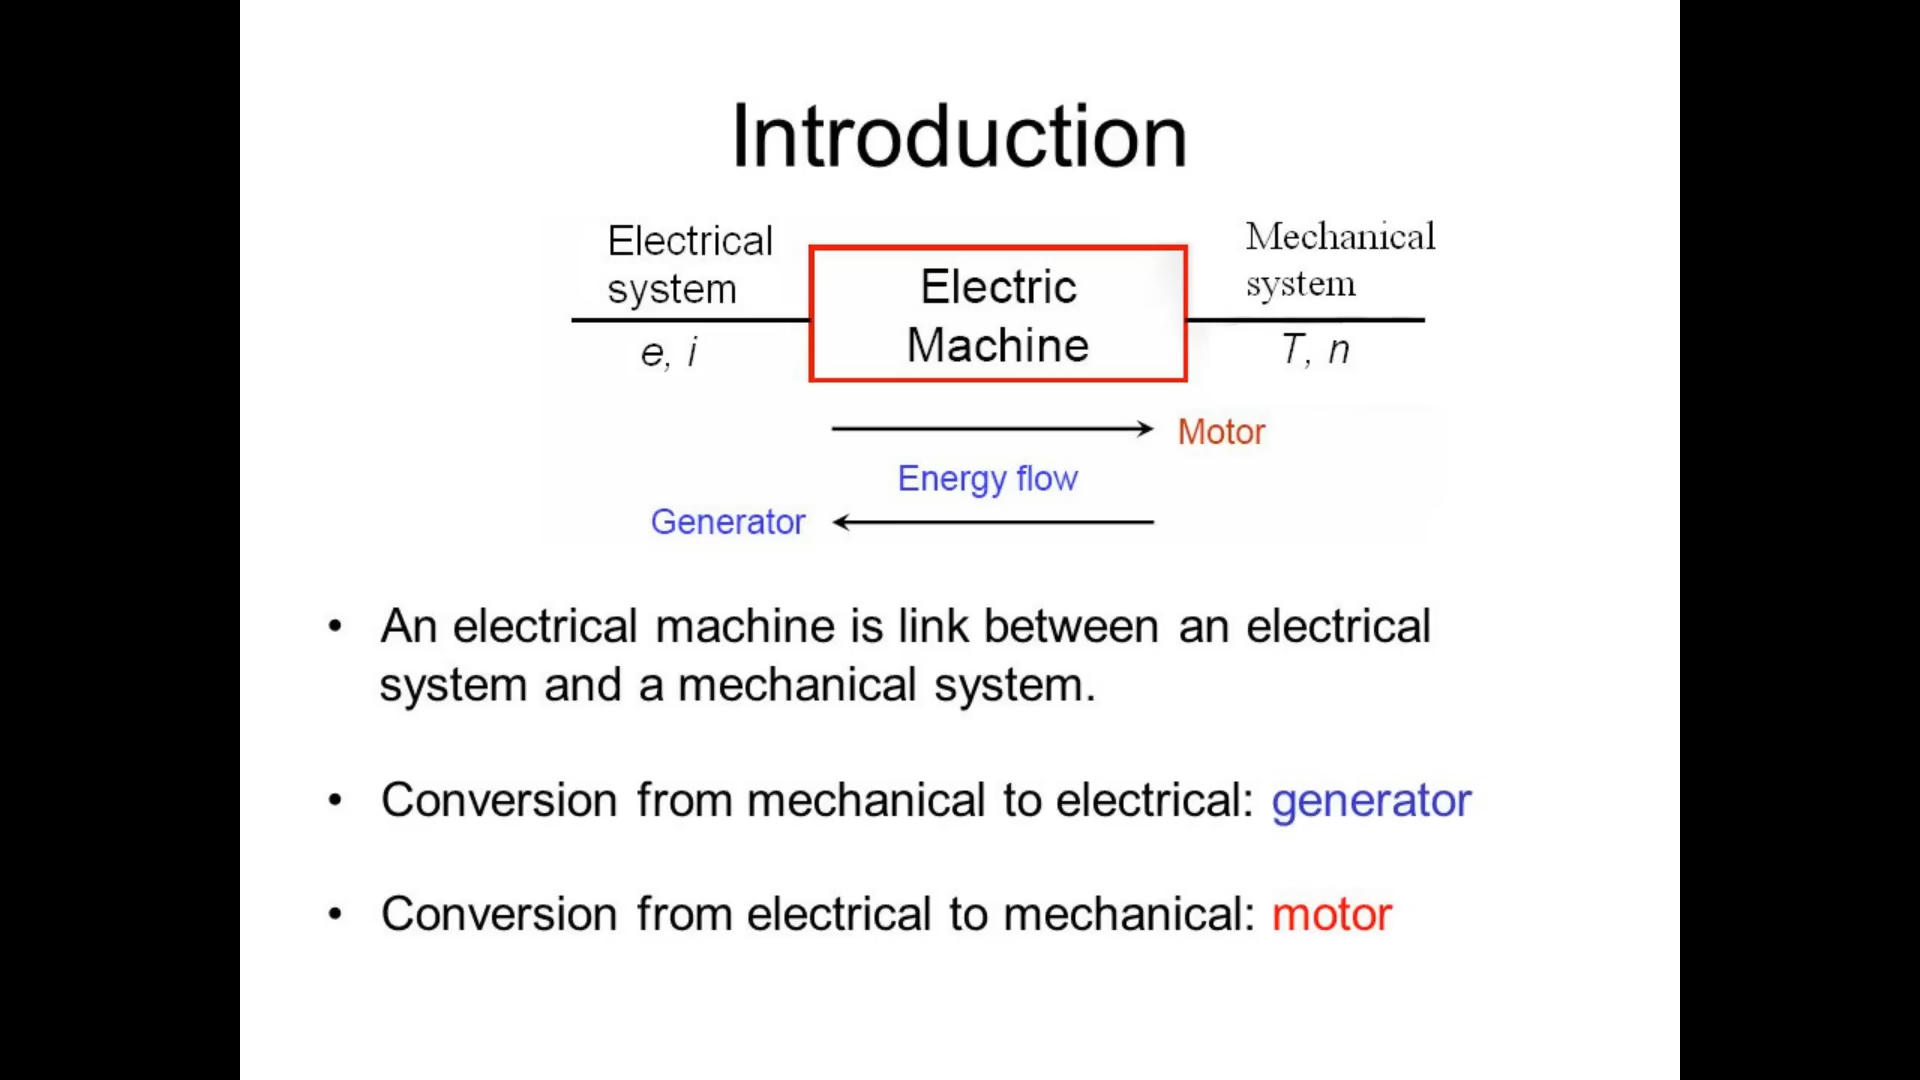 Introduction
Electrical
system
e, i
Electric
Machine
Mechanical
system
T, n
Motor
Energy flow
Generator
• An electrical machine is link between an electrical
system and a mechanical system.
• Conversion from mechanical to electrical: generator
• Conversion from electrical to mechanical: motor